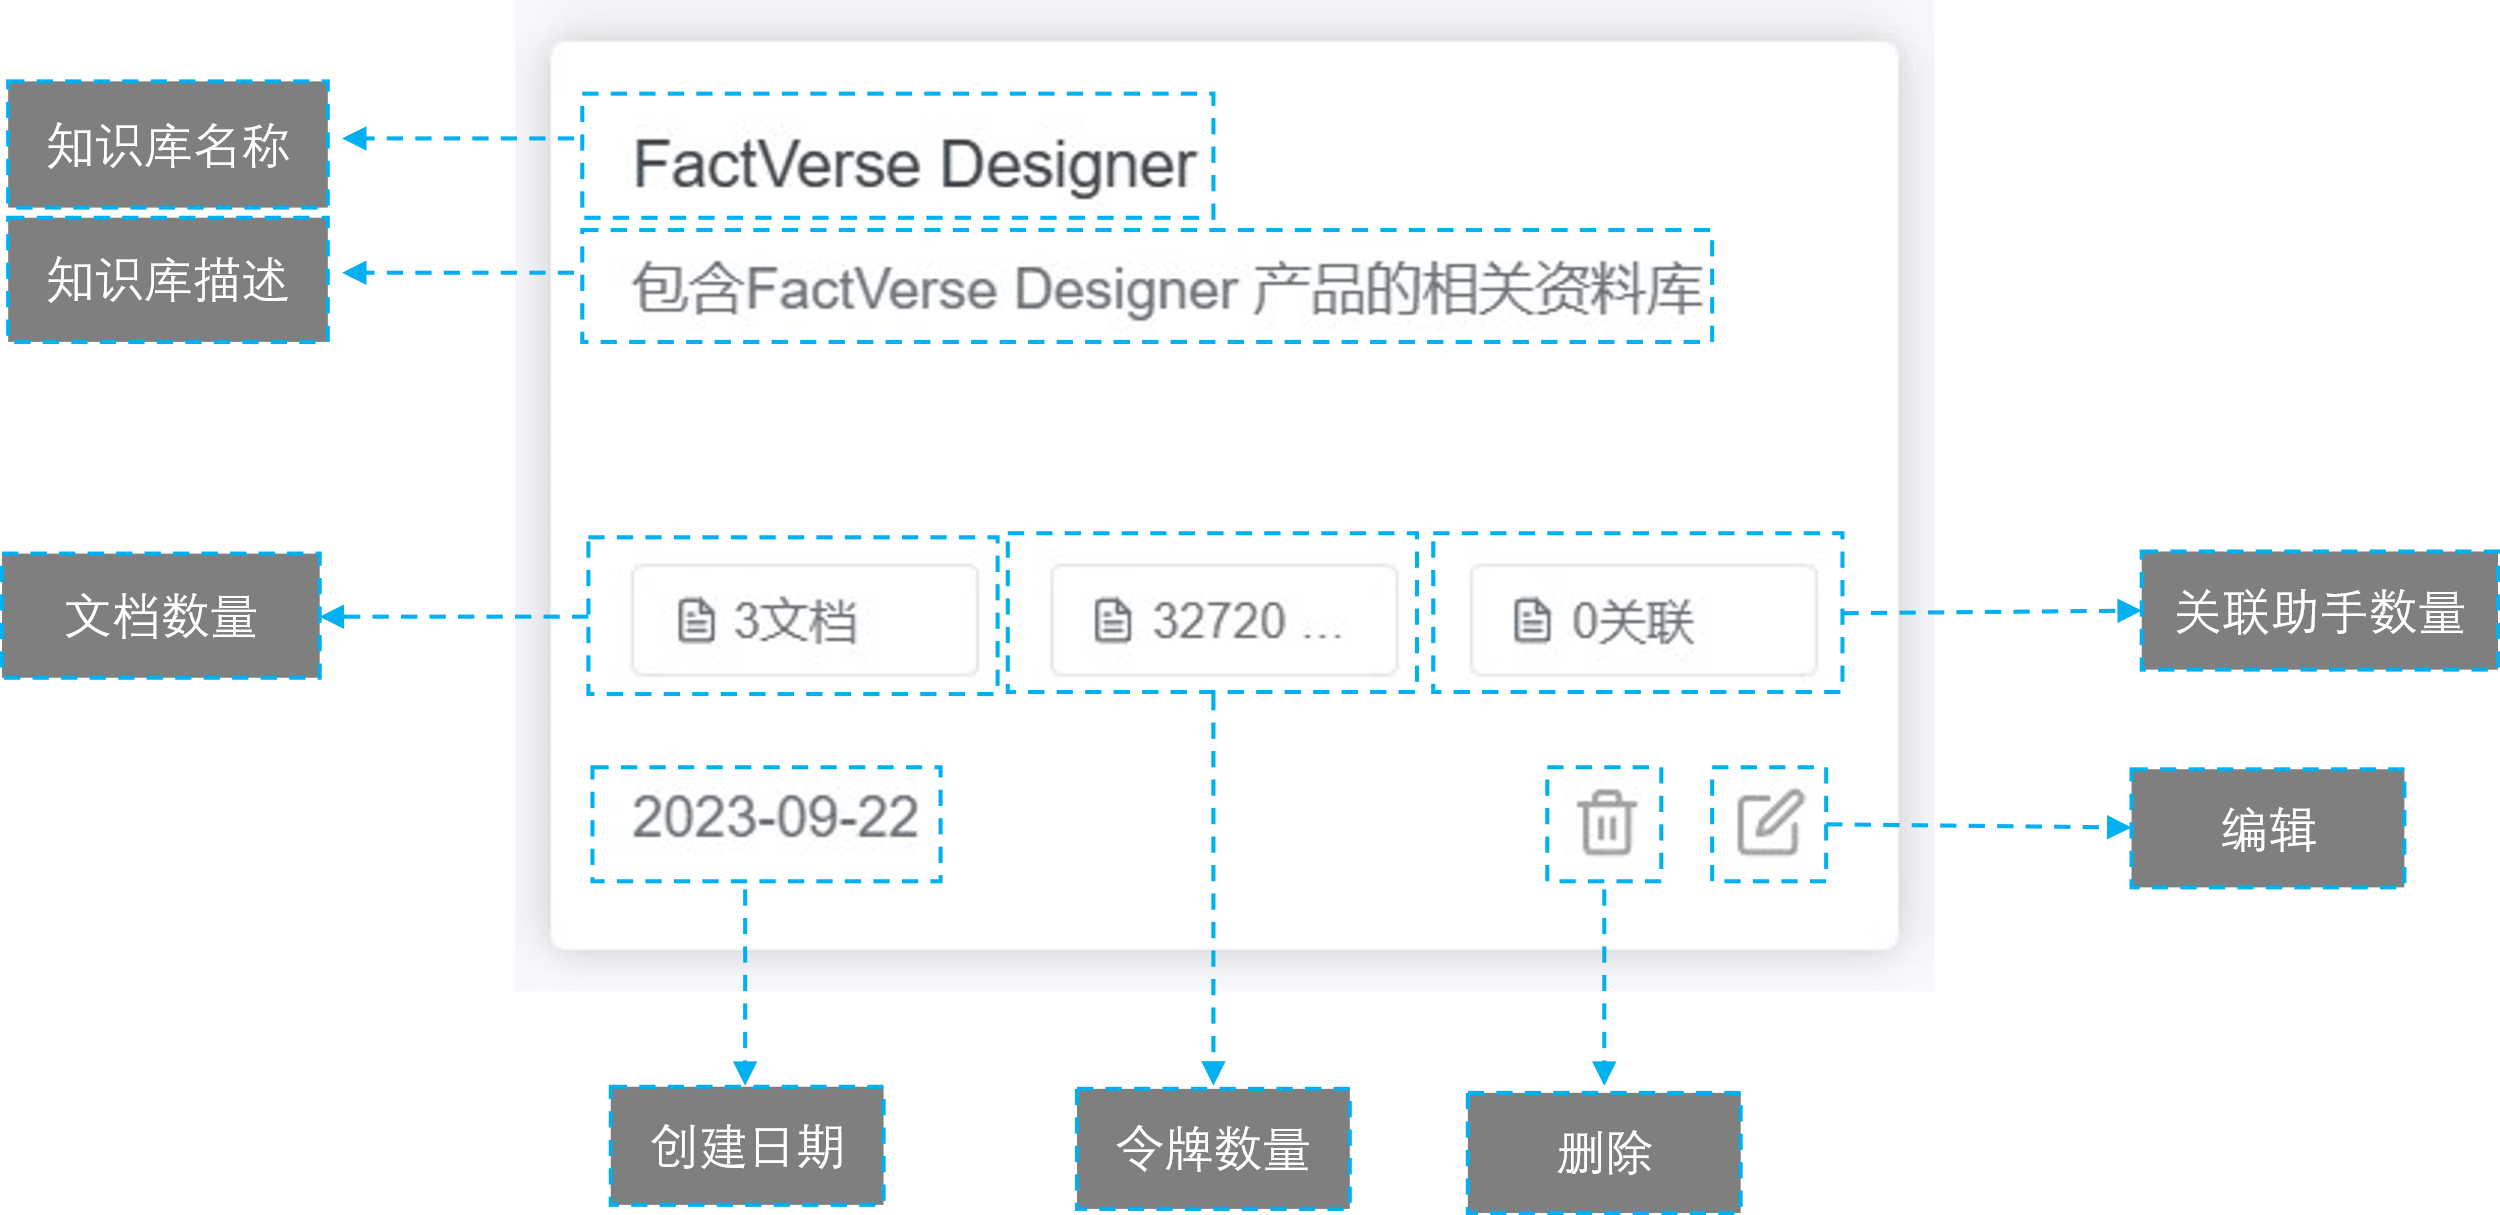 知识库名称
FactVerse Designer
知识库描述
包含FactVerse Designer 产品的相关资料库
文档数量
3文档
32720 ...
0关联
关联助手数量
2023-09-22
编辑
创建日期
令牌数量
删除